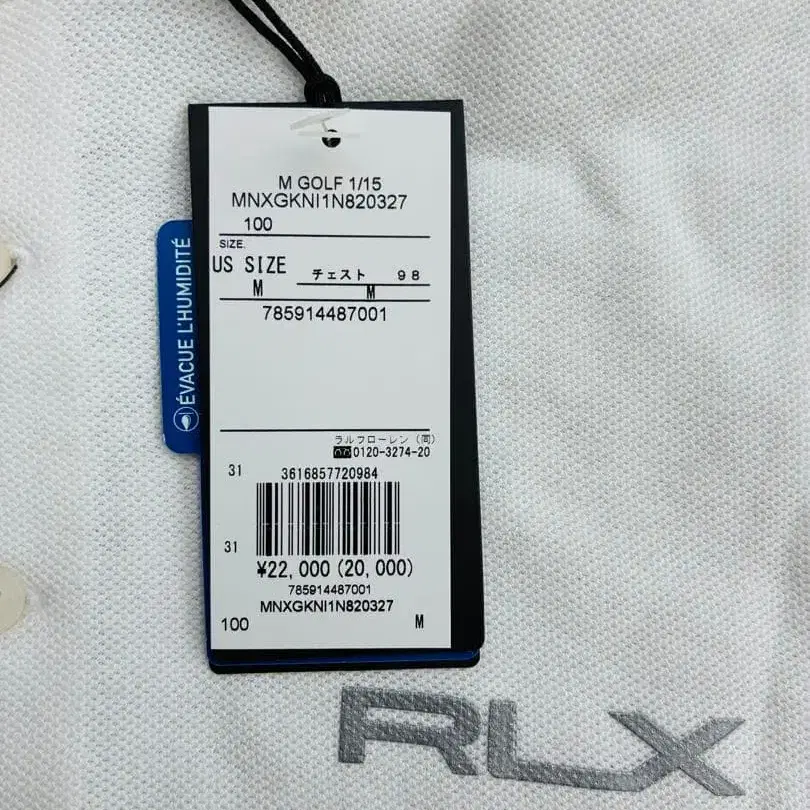 M GOLF 1/15
MNXGKNI1N820327
100
SIZE.
US SIZE チェスト 98
M M
785914487001
ÉVACUE L'HUMIDITÉ
ラルフローレン (同)
0120-3274-20
31 3616857720984
31
¥22,000 (20,000)
785914487001
MNXGKNI1N820327
100 M
RLX